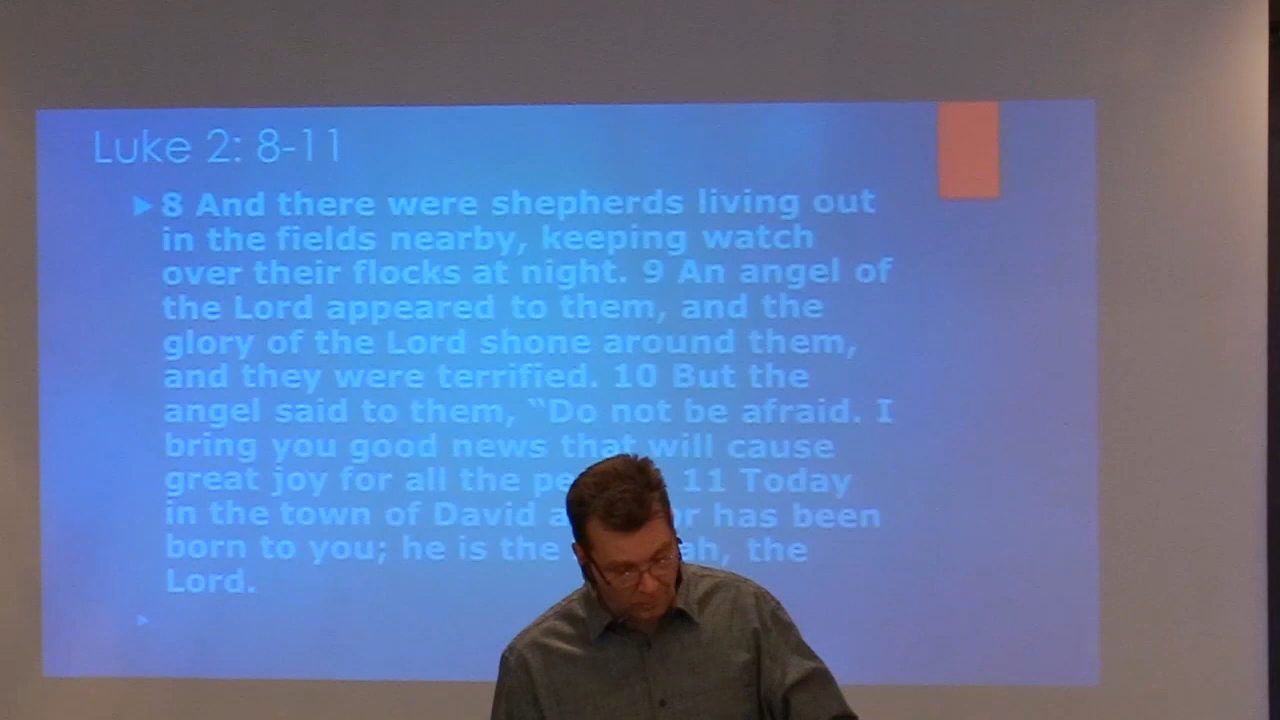 Luke 2: 8-11
8 And there were shepherds living out
in the fields nearby, keeping watch
over their flocks at night. 9 An angel of
the Lord appeared to them, and the
glory of the Lord shone around them,
and they were terrified. 10 But the
angel said to them, “Do not be afraid. I
bring you good news that will cause
great joy for all the 11 Today
in the town of David has been
born to you; he is the the
Lord.